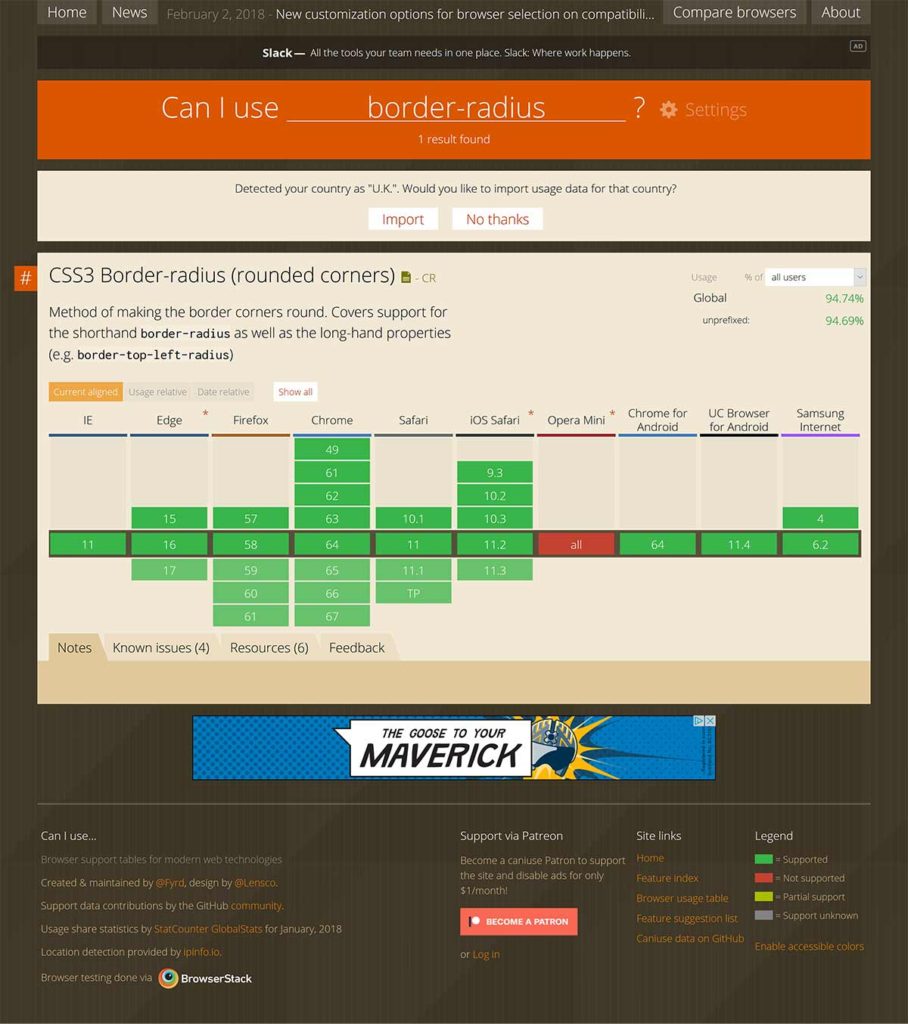 Home News February 2, 2018 - New customization options for browser selection on compatibili... Compare browsers About
Slack— All the tools your team needs in one place. Slack: Where work happens. AD
Can I use border-radius ? Settings
1 result found
Detected your country as "U.K.". Would you like to import usage data for that country?
Import No thanks
# CSS3 Border-radius (rounded corners) - CR
Usage % of all users
Global 94.74%
unprefixed: 94.69%
Method of making the border corners round. Covers support for
the shorthand border-radius as well as the long-hand properties
(e.g. border-top-left-radius)
Current aligned Usage relative Date relative Show all
IE Edge * Firefox Chrome Safari iOS Safari * Opera Mini * Chrome for Android UC Browser for Android Samsung Internet
49
61 9.3
62 10.2
15 57 63 10.1 10.3 4
11 16 58 64 11 11.2 all 64 11.4 6.2
17 59 65 11.1 11.3
60 66 TP
61 67
Notes Known issues (4) Resources (6) Feedback
THE GOOSE TO YOUR
MAVERICK
Can I use...
Browser support tables for modern web technologies
Created & maintained by @Fyrd, design by @Lensco.
Support data contributions by the GitHub community.
Usage share statistics by StatCounter GlobalStats for January, 2018
Location detection provided by ipinfo.io.
Browser testing done via BrowserStack
Support via Patreon
Become a caniuse Patron to support
the site and disable ads for only
$1/month!
BECOME A PATRON
or Log in
Site links
Home
Feature index
Browser usage table
Feature suggestion list
Caniuse data on GitHub
Legend
= Supported
= Not supported
= Partial support
= Support unknown
Enable accessible colors